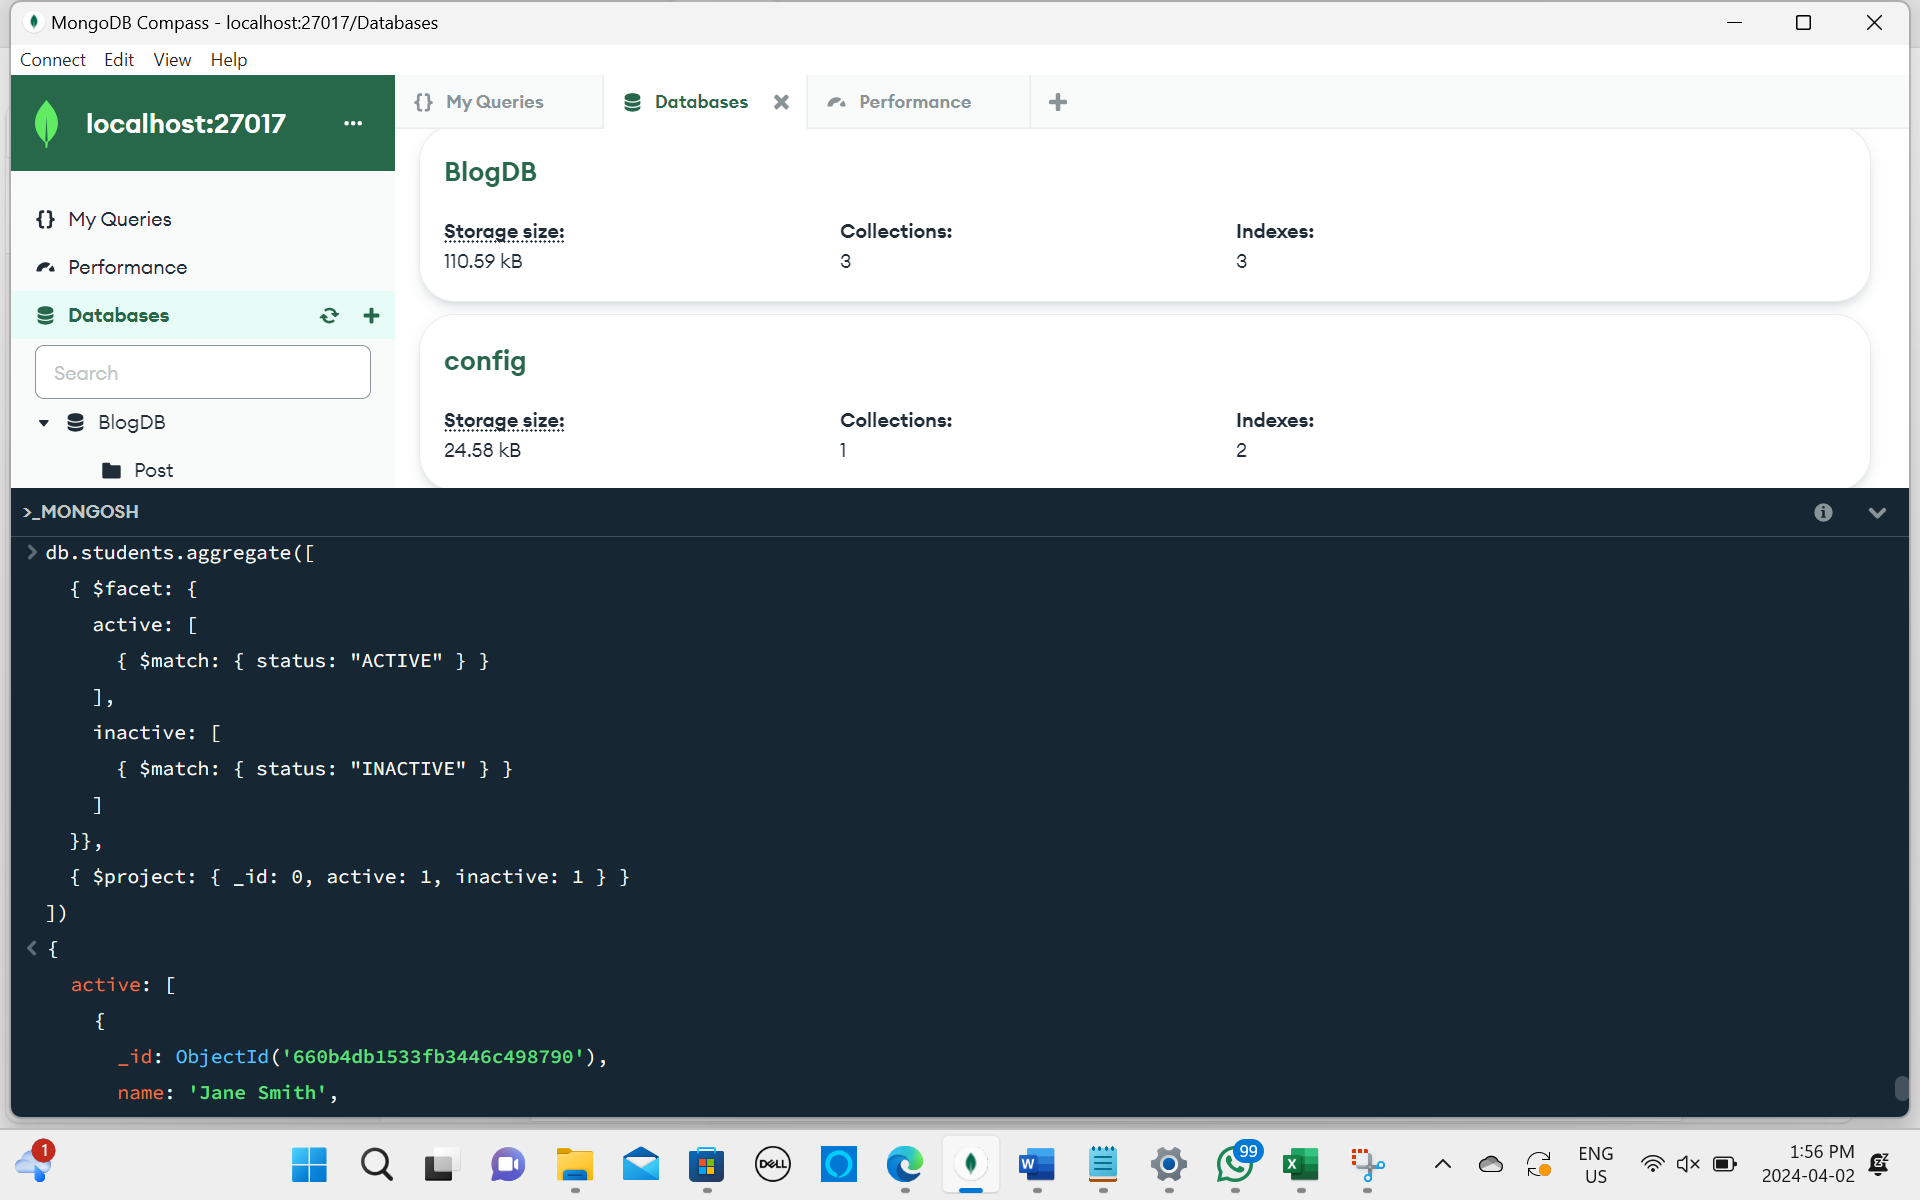 MongoDB Compass - localhost:27017/Databases
Connect Edit View Help
localhost:27017 ...
{} My Queries
Databases
Performance
My Queries
Performance
Databases
Search
BlogDB
Post
BlogDB
Storage size: Collections: Indexes:
110.59 kB 3 3
config
Storage size: Collections: Indexes:
24.58 kB 1 2
>_MONGOSH
> db.students.aggregate([
{ $facet: {
active: [
{ $match: { status: "ACTIVE" } }
],
inactive: [
{ $match: { status: "INACTIVE" } }
]
}},
{ $project: { _id: 0, active: 1, inactive: 1 } }
])
< {
active: [
{
_id: ObjectId('660b4db1533fb3446c498790'),
name: 'Jane Smith',
1
DELL
W
99
X
ENG
US
1:56 PM
2024-04-02